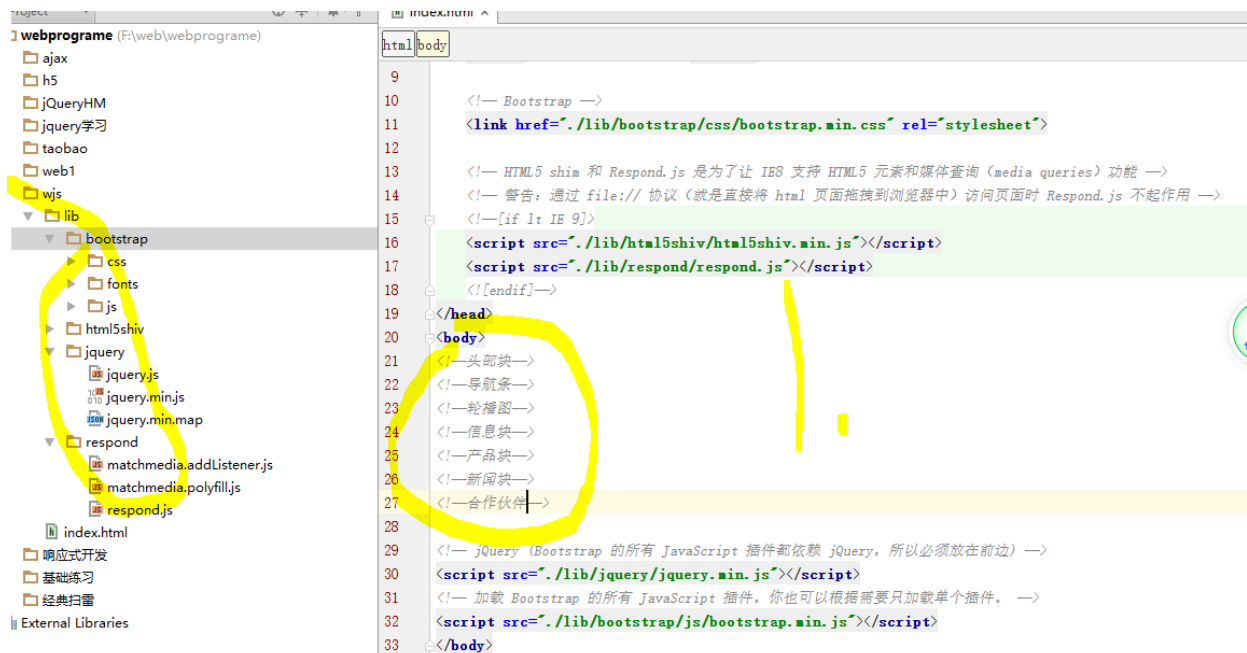 webprograme (F:\web\webprograme)
ajax
h5
jQueryHM
jquery学习
taobao
web1
wjs
lib
bootstrap
css
fonts
js
html5shiv
jquery
jquery.js
jquery.min.js
jquery.min.map
respond
matchmedia.addListener.js
matchmedia.polyfill.js
respond.js
index.html
响应式开发
基础练习
经典扫雷
External Libraries
index.html ×
html body
9
10 <!-- Bootstrap -->
11 <link href="./lib/bootstrap/css/bootstrap.min.css" rel="stylesheet">
12
13 <!-- HTML5 shim 和 Respond.js 是为了让 IE8 支持 HTML5 元素和媒体查询（media queries）功能 -->
14 <!-- 警告：通过 file:// 协议（就是直接将 html 页面拖拽到浏览器中）访问页面时 Respond.js 不起作用 -->
15 <!--[if lt IE 9]>
16 <script src="./lib/html5shiv/html5shiv.min.js"></script>
17 <script src="./lib/respond/respond.js"></script>
18 <![endif]-->
19 </head>
20 <body>
21 <!--头部块-->
22 <!--导航条-->
23 <!--轮播图-->
24 <!--信息块-->
25 <!--产品块-->
26 <!--新闻块-->
27 <!--合作伙伴-->
28
29 <!-- jQuery (Bootstrap 的所有 JavaScript 插件都依赖 jQuery，所以必须放在前边) -->
30 <script src="./lib/jquery/jquery.min.js"></script>
31 <!-- 加载 Bootstrap 的所有 JavaScript 插件。你也可以根据需要只加载单个插件。 -->
32 <script src="./lib/bootstrap/js/bootstrap.min.js"></script>
33 </body>